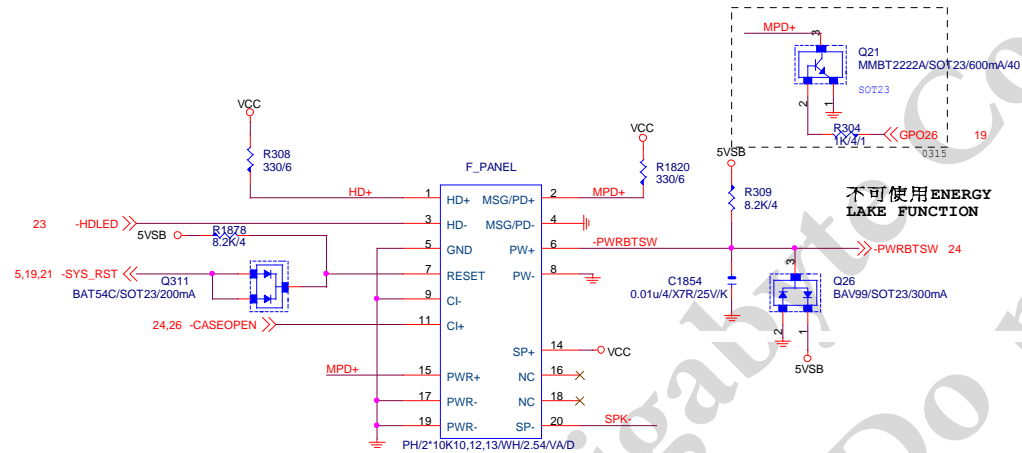 MPD+
3
Q21
MMBT2222A/SOT23/600mA/40
SOT23
2
1
R304
1K/4/1
GPO26 19
0315
VCC
R308
330/6
VCC
R1820
330/6
5VSB
R309
8.2K/4
不可使用ENERGY
LAKE FUNCTION
F_PANEL
HD+ 1 HD+ MSG/PD+ 2 MPD+
23 -HDLED 3 HD- MSG/PD- 4
5VSB R1878
8.2K/4
5 GND PW+ 6 -PWRBTSW -PWRBTSW 24
5,19,21 -SYS_RST 7 RESET PW- 8
Q311
BAT54C/SOT23/200mA
9 CI-
24,26 -CASEOPEN 11 CI+
C1854
0.01u/4/X7R/25V/K
3
Q26
BAV99/SOT23/300mA
2
1
5VSB
SP+ 14 VCC
MPD+ 15 PWR+ NC 16
17 PWR- NC 18
19 PWR- SP- 20 SPK-
PH/2*10K10,12,13/WH/2.54/VA/D
Gigabyte Co
Do